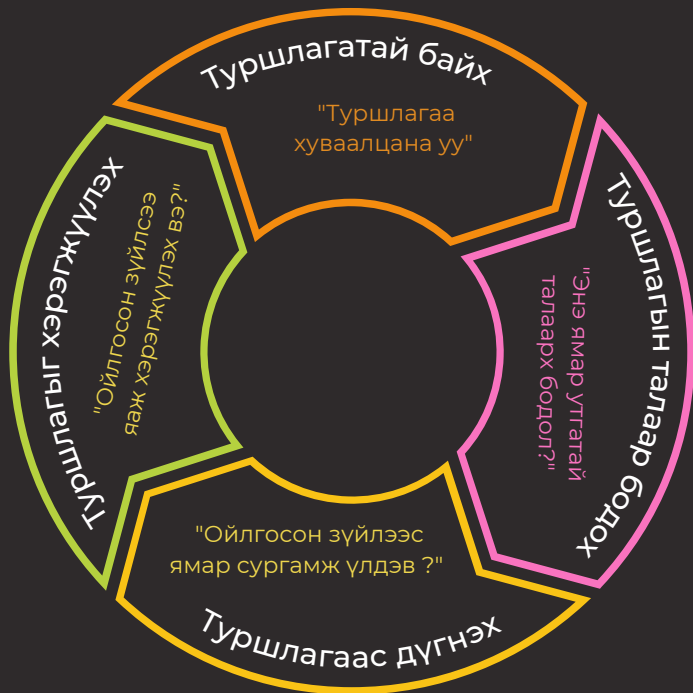 Туршлагатай байх
"Туршлагаа
хуваалцана уу"
Туршлагын талаар бодох
"Энэ ямар утгатай
талаарх бодол?"
Туршлагаас дүгнэх
"Ойлгосон зүйлээс
ямар сургамж үлдэв ?"
Туршлагыг хэрэгжүүлэх
"Ойлгосон зүйлсээ
яаж хэрэгжүүлэх вэ?"